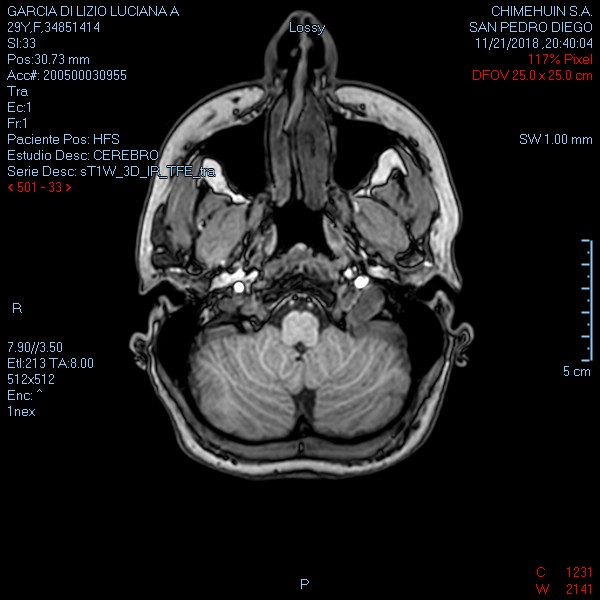 GARCIA DI LIZIO LUCIANA A
29Y,F,34851414
Sl:33
Pos:30.73 mm
Acc#: 200500030955
Tra
Ec:1
Fr:1
Paciente Pos: HFS
Estudio Desc: CEREBRO
Serie Desc: sT1W_3D_IR_TFE_tra
< 501 - 33 >
Lossy
CHIMEHUIN S.A.
SAN PEDRO DIEGO
11/21/2018 ,20:40:04
117% Pixel
DFOV 25.0 x 25.0 cm
SW 1.00 mm
R
5 cm
7.90//3.50
Etl:213 TA:8.00
512x512
Enc: ^
1nex
P
C 1231
W 2141